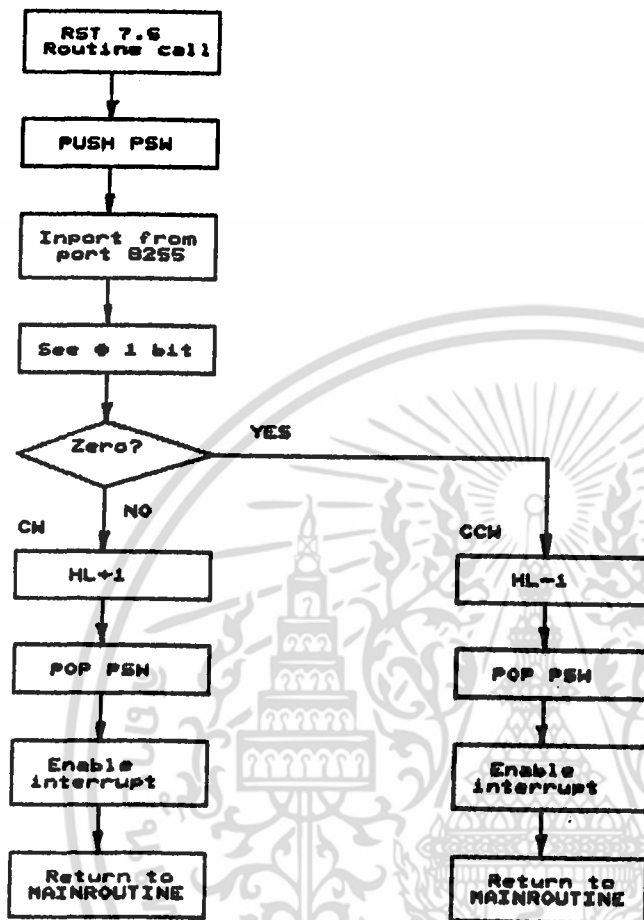 RST 7.5
Routine call
PUSH PSW
Inport from
port 8255
See @ 1 bit
Zero?
YES
NO
CW
CCW
HL+1
HL-1
POP PSW
POP PSW
Enable
interrupt
Enable
interrupt
Return to
MAINROUTINE
Return to
MAINROUTINE